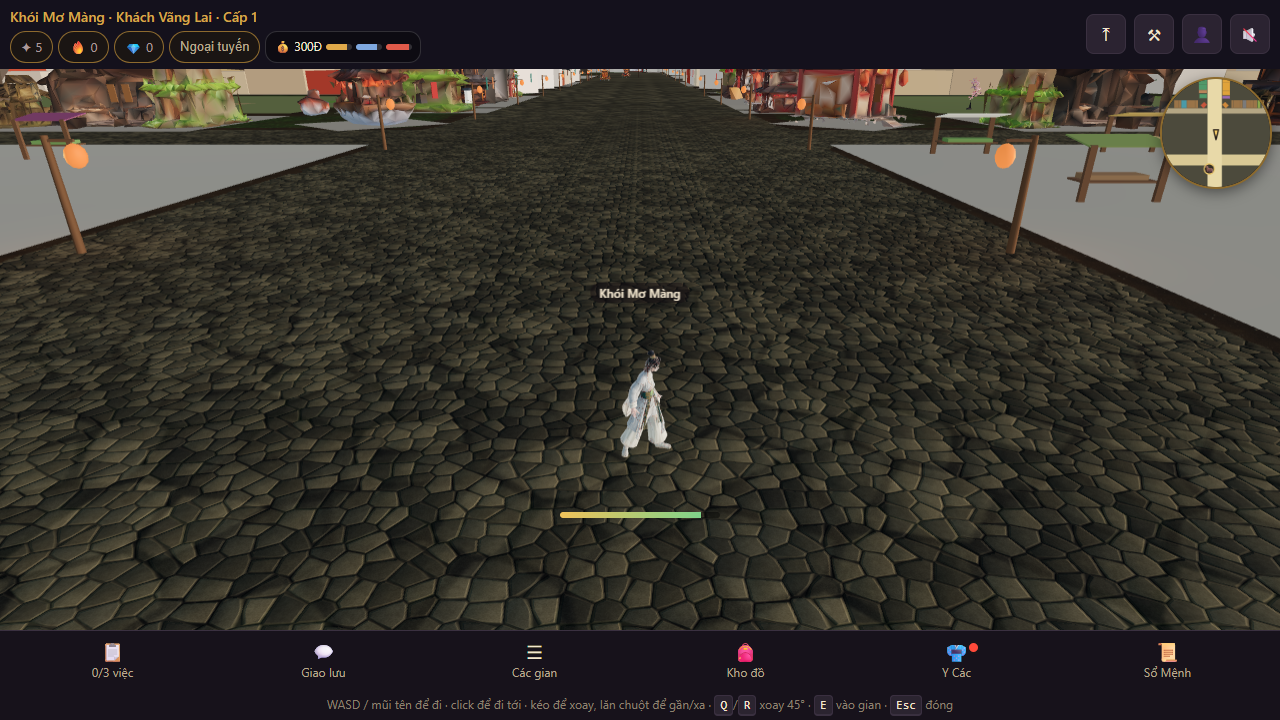 Khói Mơ Màng · Khách Vãng Lai · Cấp 1
5
0
0
Ngoại tuyến
300Đ
Khói Mơ Màng
0/3 việc
Giao lưu
Các gian
Kho đồ
Y Các
Sổ Mệnh
WASD / mũi tên để đi · click để đi tới · kéo để xoay, lăn chuột để gần/xa · Q / R xoay 45° · E vào gian · Esc đóng